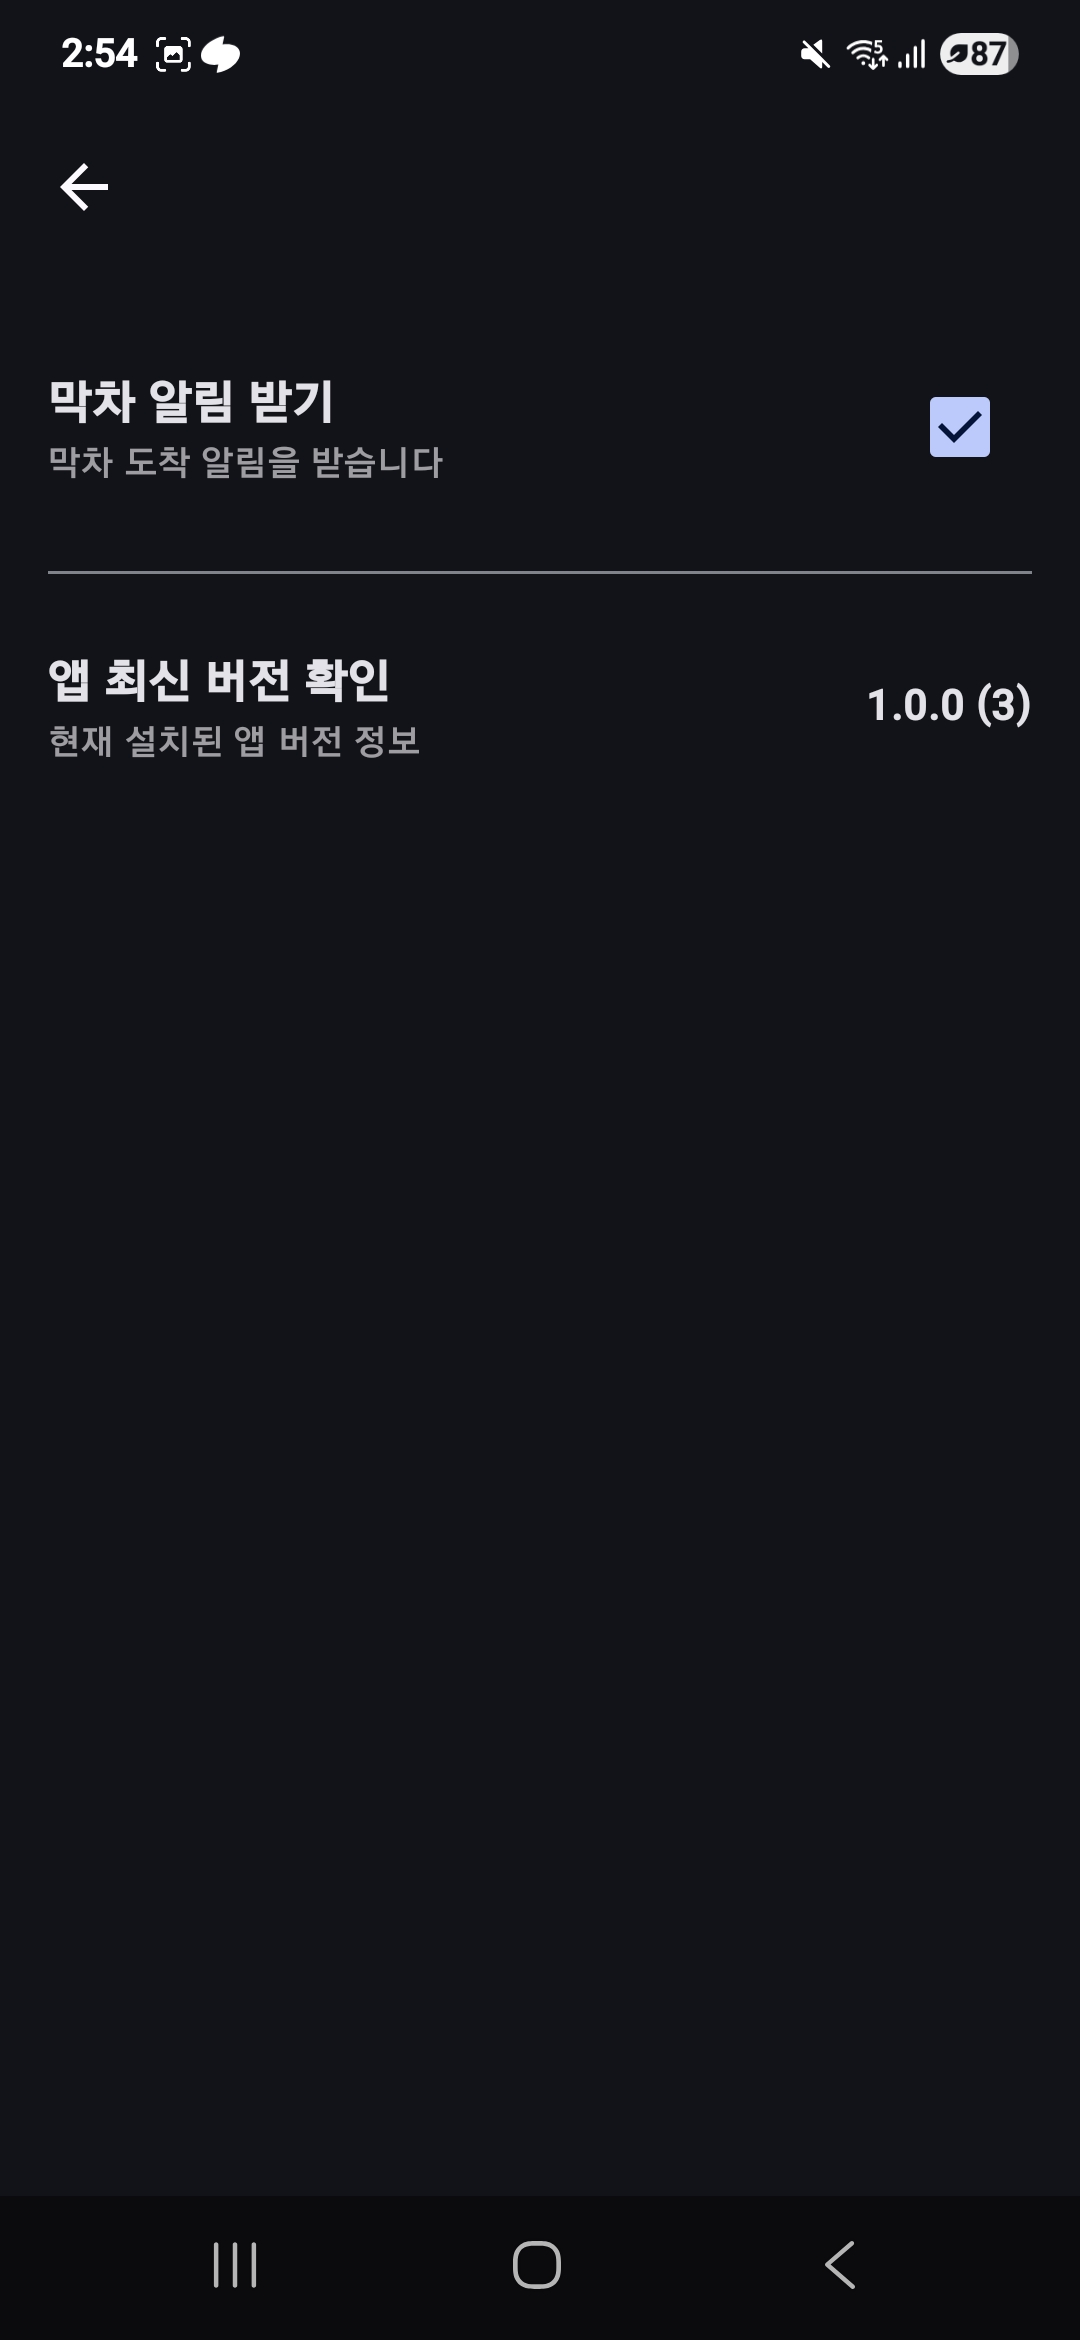 2:54
5
87
막차 알림 받기
막차 도착 알림을 받습니다
앱 최신 버전 확인
현재 설치된 앱 버전 정보
1.0.0 (3)